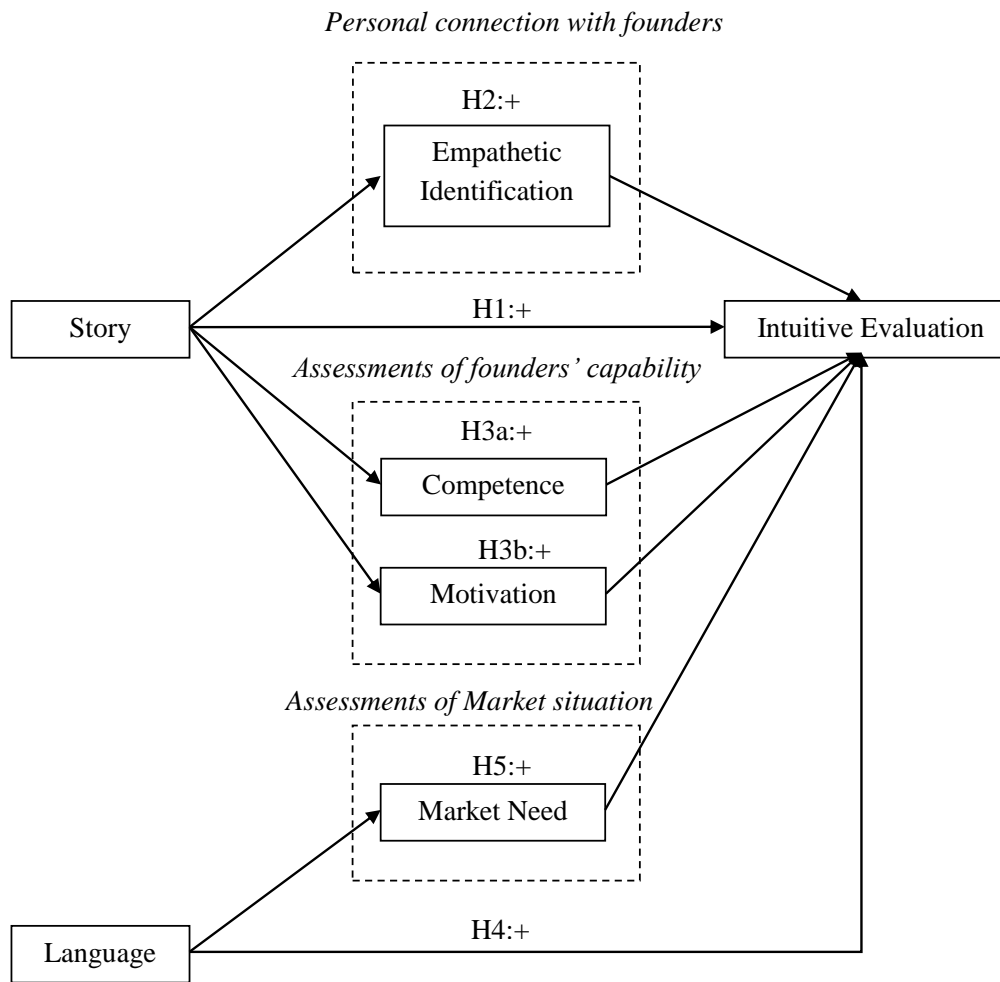 Personal connection with founders
H2:+
Empathetic
Identification
H1:+
Story
Intuitive Evaluation
Assessments of founders’ capability
H3a:+
Competence
H3b:+
Motivation
Assessments of Market situation
H5:+
Market Need
H4:+
Language